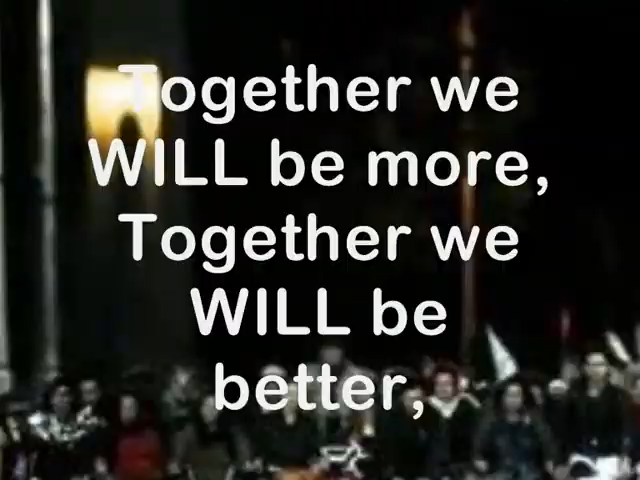 Together we
WILL be more,
Together we
WILL be
better,